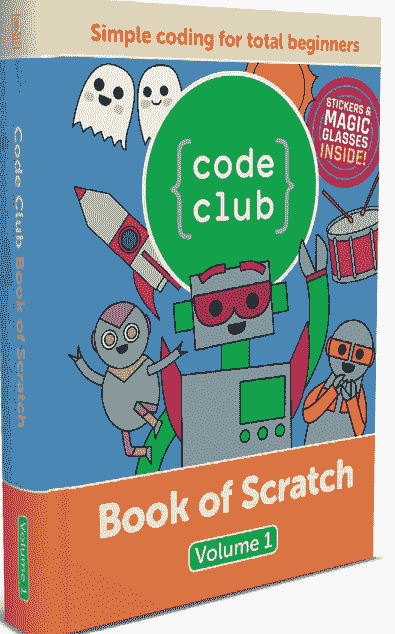 Simple coding for total beginners
STICKERS &
MAGIC
GLASSES
INSIDE!
{code
club}
Code Club Book of Scratch
Book of Scratch
Volume 1
Volume 1